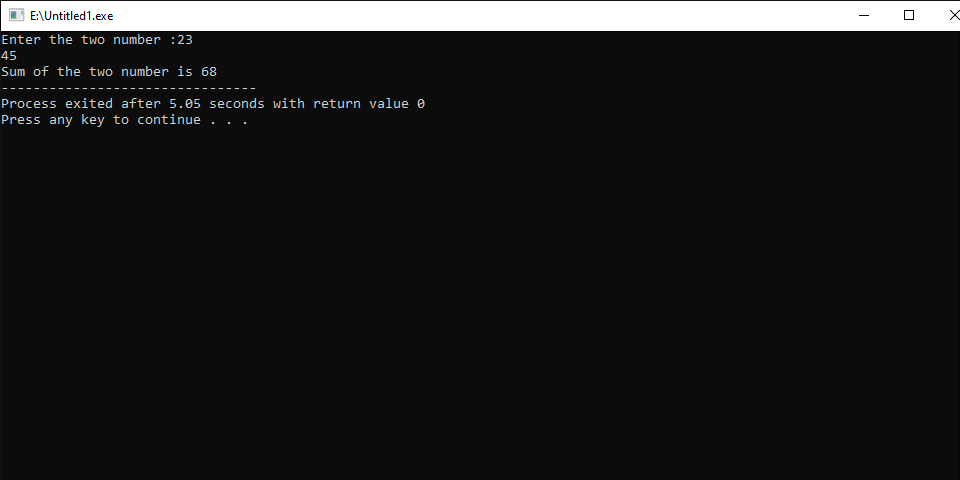 E:\Untitled1.exe
Enter the two number :23
45
Sum of the two number is 68
--------------------------------
Process exited after 5.05 seconds with return value 0
Press any key to continue . . .